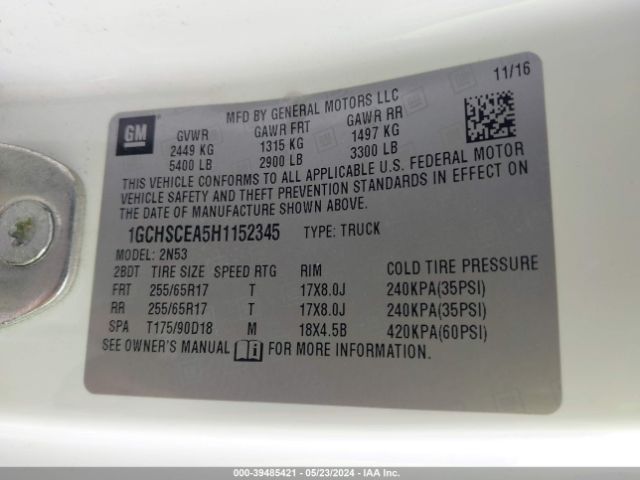 11/16
MFD BY GENERAL MOTORS LLC
GM
GVWR GAWR FRT GAWR RR
2449 KG 1315 KG 1497 KG
5400 LB 2900 LB 3300 LB
THIS VEHICLE CONFORMS TO ALL APPLICABLE U.S. FEDERAL MOTOR
VEHICLE SAFETY AND THEFT PREVENTION STANDARDS IN EFFECT ON
THE DATE OF MANUFACTURE SHOWN ABOVE.
1GCHSCEA5H1152345 TYPE: TRUCK
MODEL: 2N53
2BDT TIRE SIZE SPEED RTG RIM COLD TIRE PRESSURE
FRT 255/65R17 T 17X8.0J 240KPA(35PSI)
RR 255/65R17 T 17X8.0J 240KPA(35PSI)
SPA T175/90D18 M 18X4.5B 420KPA(60PSI)
SEE OWNER'S MANUAL FOR MORE INFORMATION.
000-39485421 - 05/23/2024 - IAAI.com